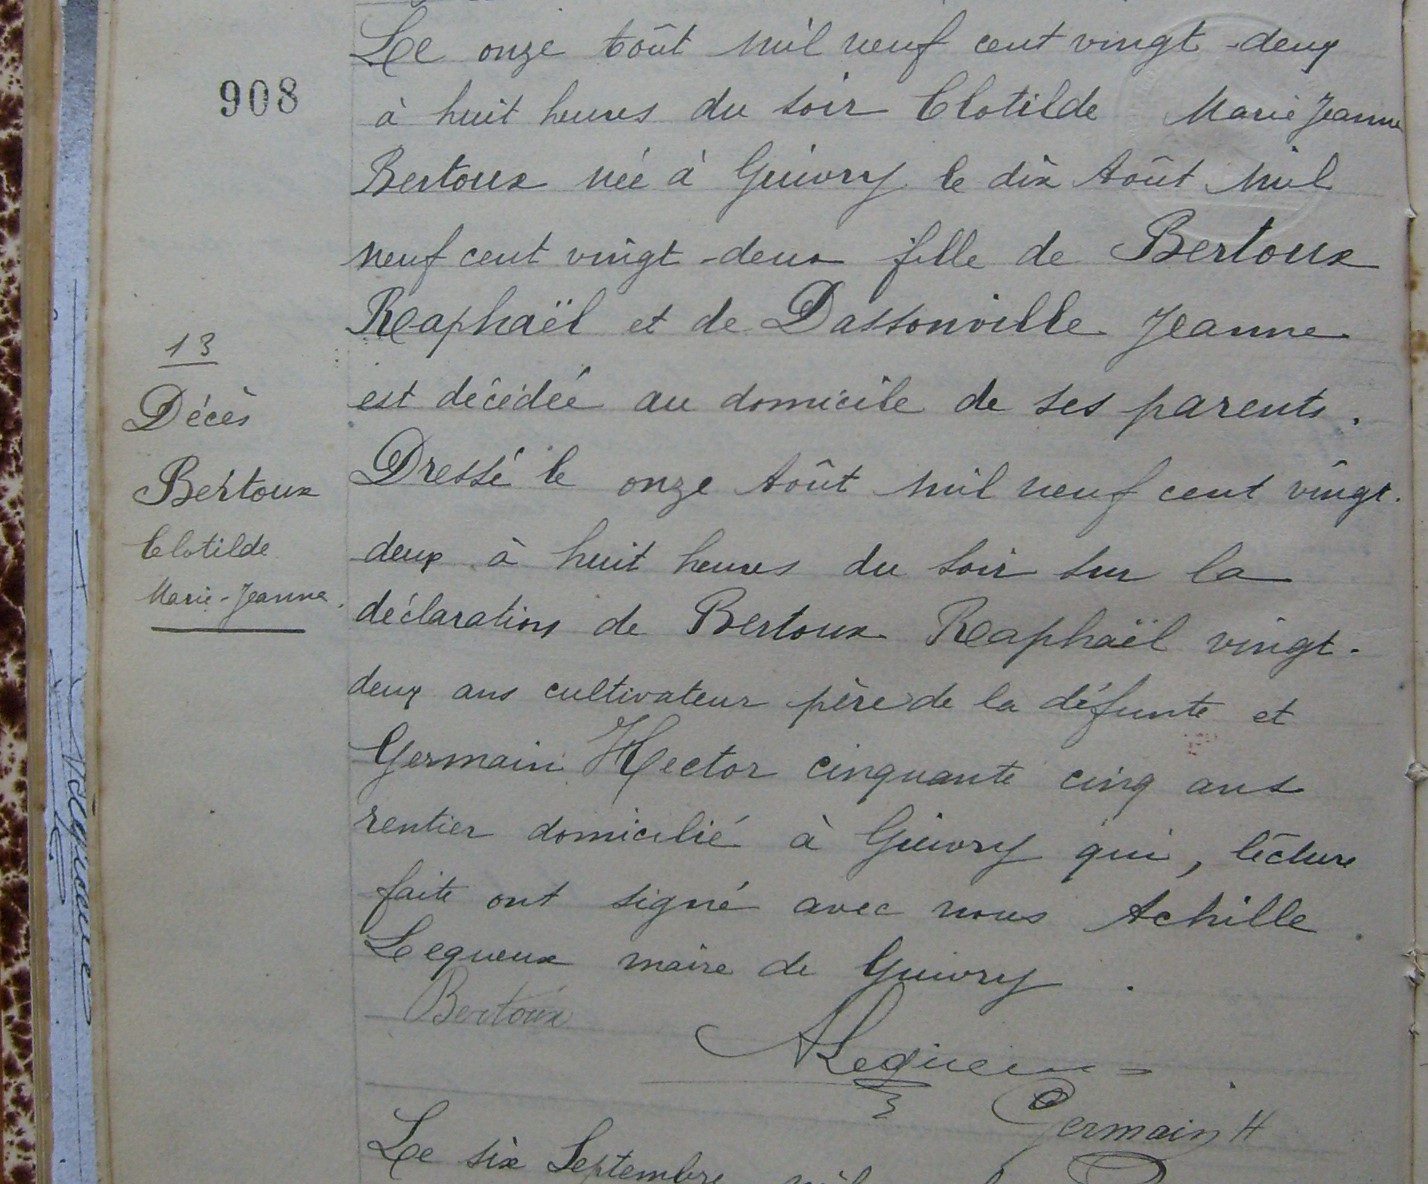 908
13
Décès
Bertoux
Clotilde
Marie-Jeanne.
Le onze Août mil neuf cent vingt-deux
à huit heures du soir Clotilde Marie Jeanne
Bertoux née à Guivry le dix Août mil
neuf cent vingt-deux fille de Bertoux
Raphaël et de Dassonville Jeanne
est décédée au domicile de ses parents.
Dressé le onze Août mil neuf cent vingt-
deux à huit heures du soir sur la
déclaration de Bertoux Raphaël vingt-
deux ans cultivateur père de la défunte et
Germain Hector cinquante cinq ans
rentier domicilié à Guivry qui, lecture
faite ont signé avec nous Achille
Lequeux maire de Guivry.
Bertoux
ALequeux
Germain H
Le six Septembre mil